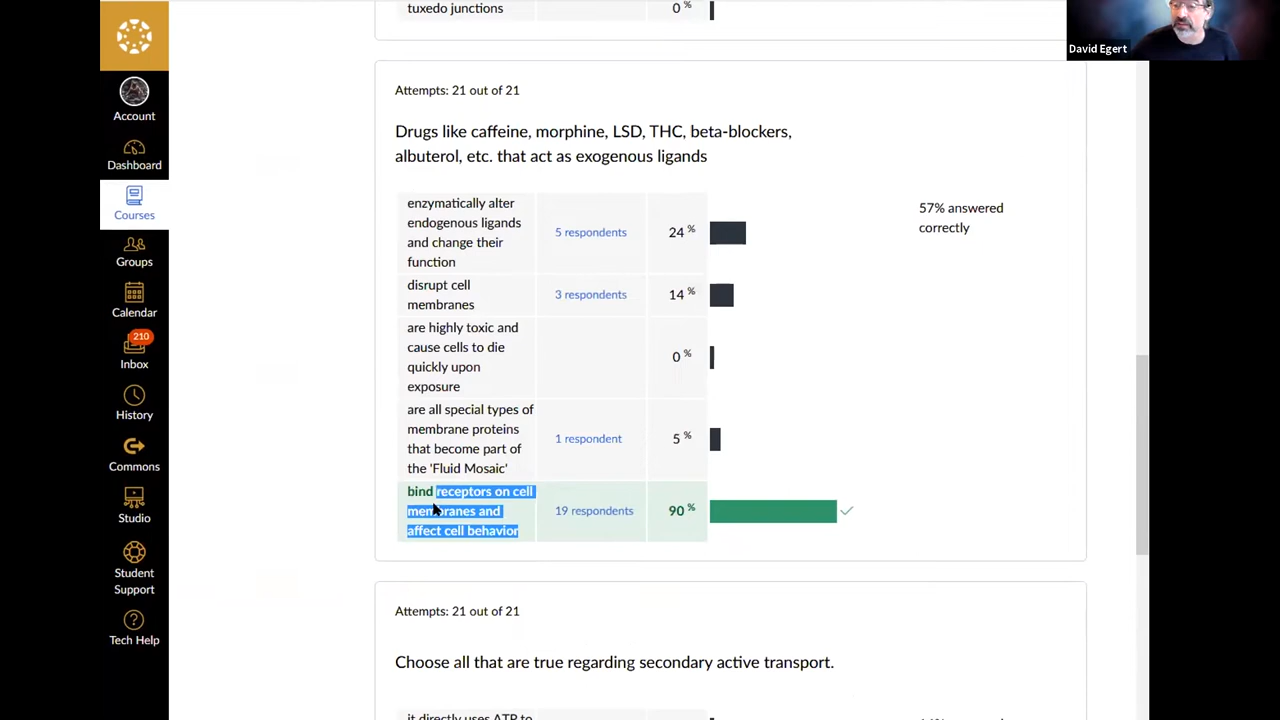 tuxedo junctions 0 %
David Egert
Account
Dashboard
Courses
Groups
Calendar
210
Inbox
History
Commons
Studio
Student
Support
Tech Help
Attempts: 21 out of 21
Drugs like caffeine, morphine, LSD, THC, beta-blockers,
albuterol, etc. that act as exogenous ligands
enzymatically alter
endogenous ligands
and change their
function
5 respondents
24 %
57% answered
correctly
disrupt cell
membranes
3 respondents
14 %
are highly toxic and
cause cells to die
quickly upon
exposure
0 %
are all special types of
membrane proteins
that become part of
the 'Fluid Mosaic'
1 respondent
5 %
bind receptors on cell
membranes and
affect cell behavior
19 respondents
90 %
Attempts: 21 out of 21
Choose all that are true regarding secondary active transport.
it directly uses ATP to